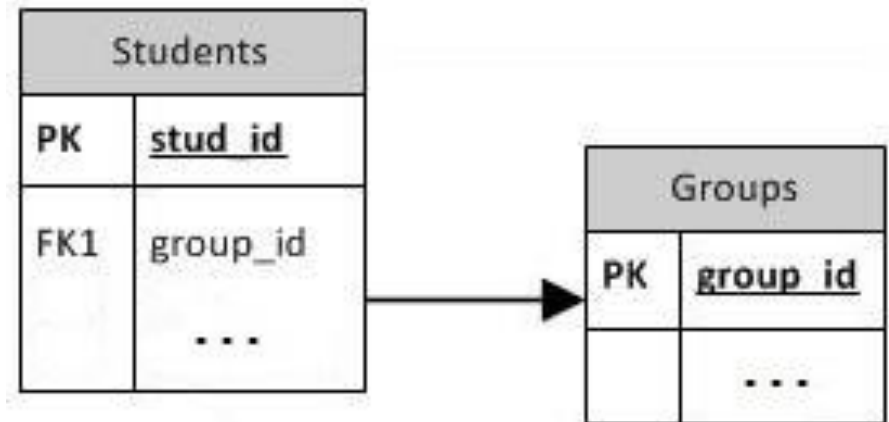 Students
PK stud_id
FK1 group_id
...
Groups
PK group_id
...